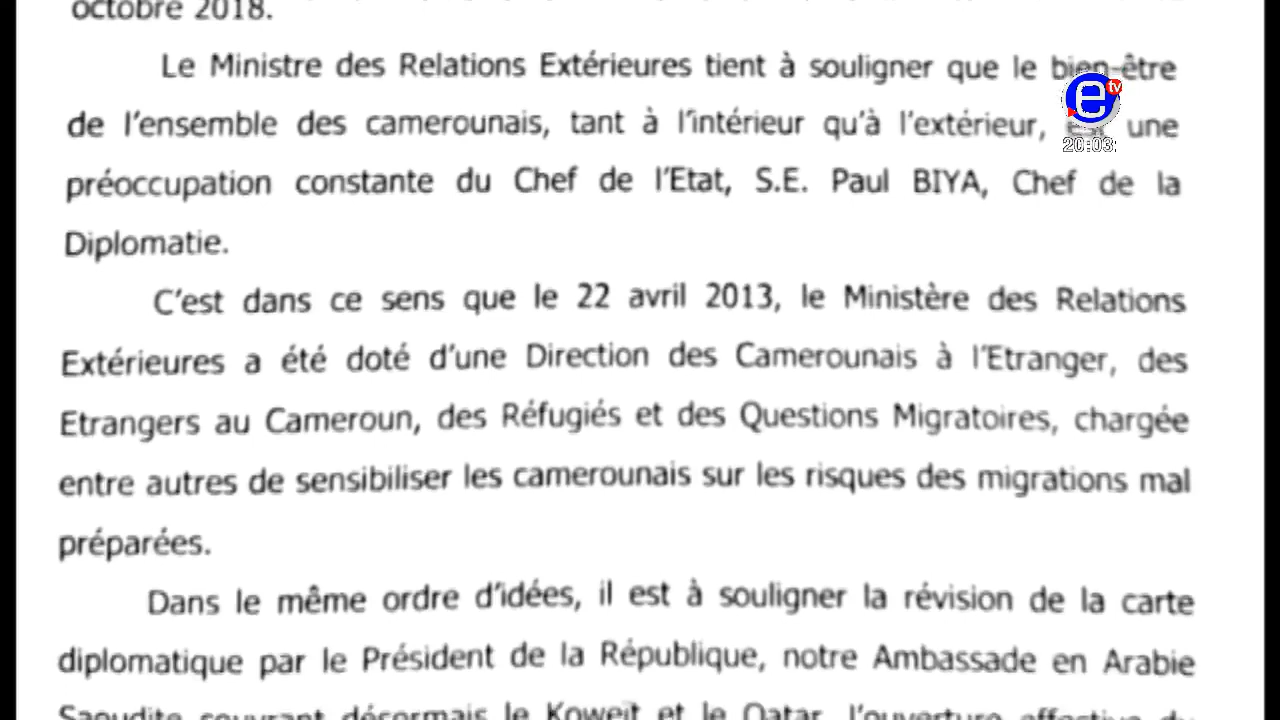 octobre 2018.
Le Ministre des Relations Extérieures tient à souligner que le bien-être
de l'ensemble des camerounais, tant à l'intérieur qu'à l'extérieur, est une
préoccupation constante du Chef de l'Etat, S.E. Paul BIYA, Chef de la
Diplomatie.
C'est dans ce sens que le 22 avril 2013, le Ministère des Relations
Extérieures a été doté d'une Direction des Camerounais à l'Etranger, des
Etrangers au Cameroun, des Réfugiés et des Questions Migratoires, chargée
entre autres de sensibiliser les camerounais sur les risques des migrations mal
préparées.
Dans le même ordre d'idées, il est à souligner la révision de la carte
diplomatique par le Président de la République, notre Ambassade en Arabie
Saoudite couvrant désormais le Koweit et le Qatar, l'ouverture effective du
e tv
20:03